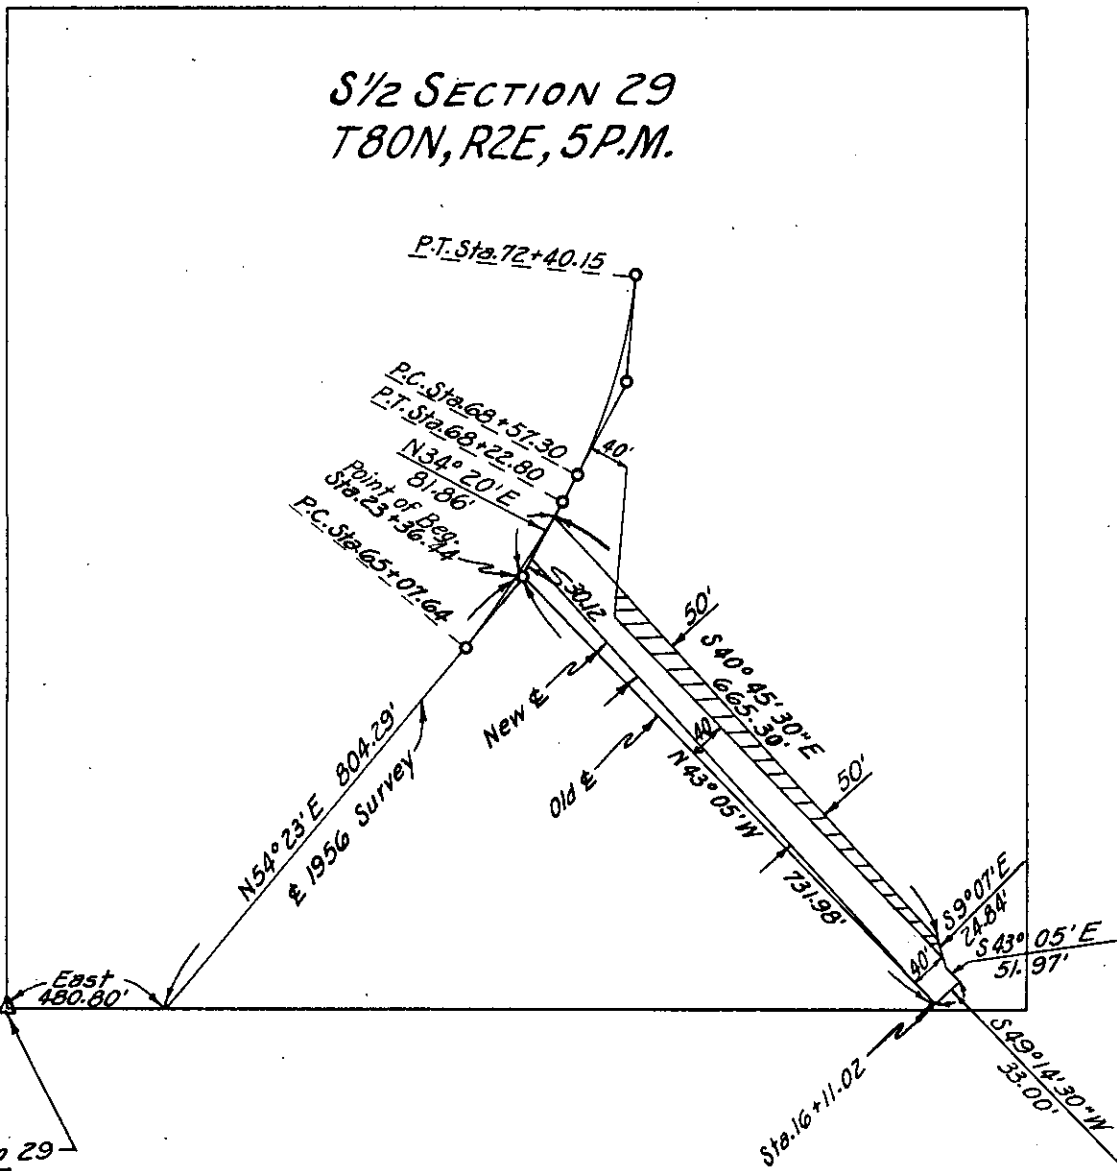 S½ SECTION 29
T80N, R2E, 5P.M.
P.T. Sta. 72+40.15
P.C. Sta. 68+57.30
P.T. Sta. 68+22.80
N34° 20' E
81.86'
Point of Beg.
Sta. 23+36.44
P.C. Sta. 65+07.64
40'
S30.12
50'
S40° 45' 30" E
665.30'
50'
New ℄
Old ℄
40'
N43° 05' W
731.98'
N54° 23' E 804.29'
℄ 1956 Survey
S9° 07' E
24.84'
S43° 05' E
51.97'
40'
East
480.80'
S49° 14' 30" W
33.00'
Sta. 16+11.02
29